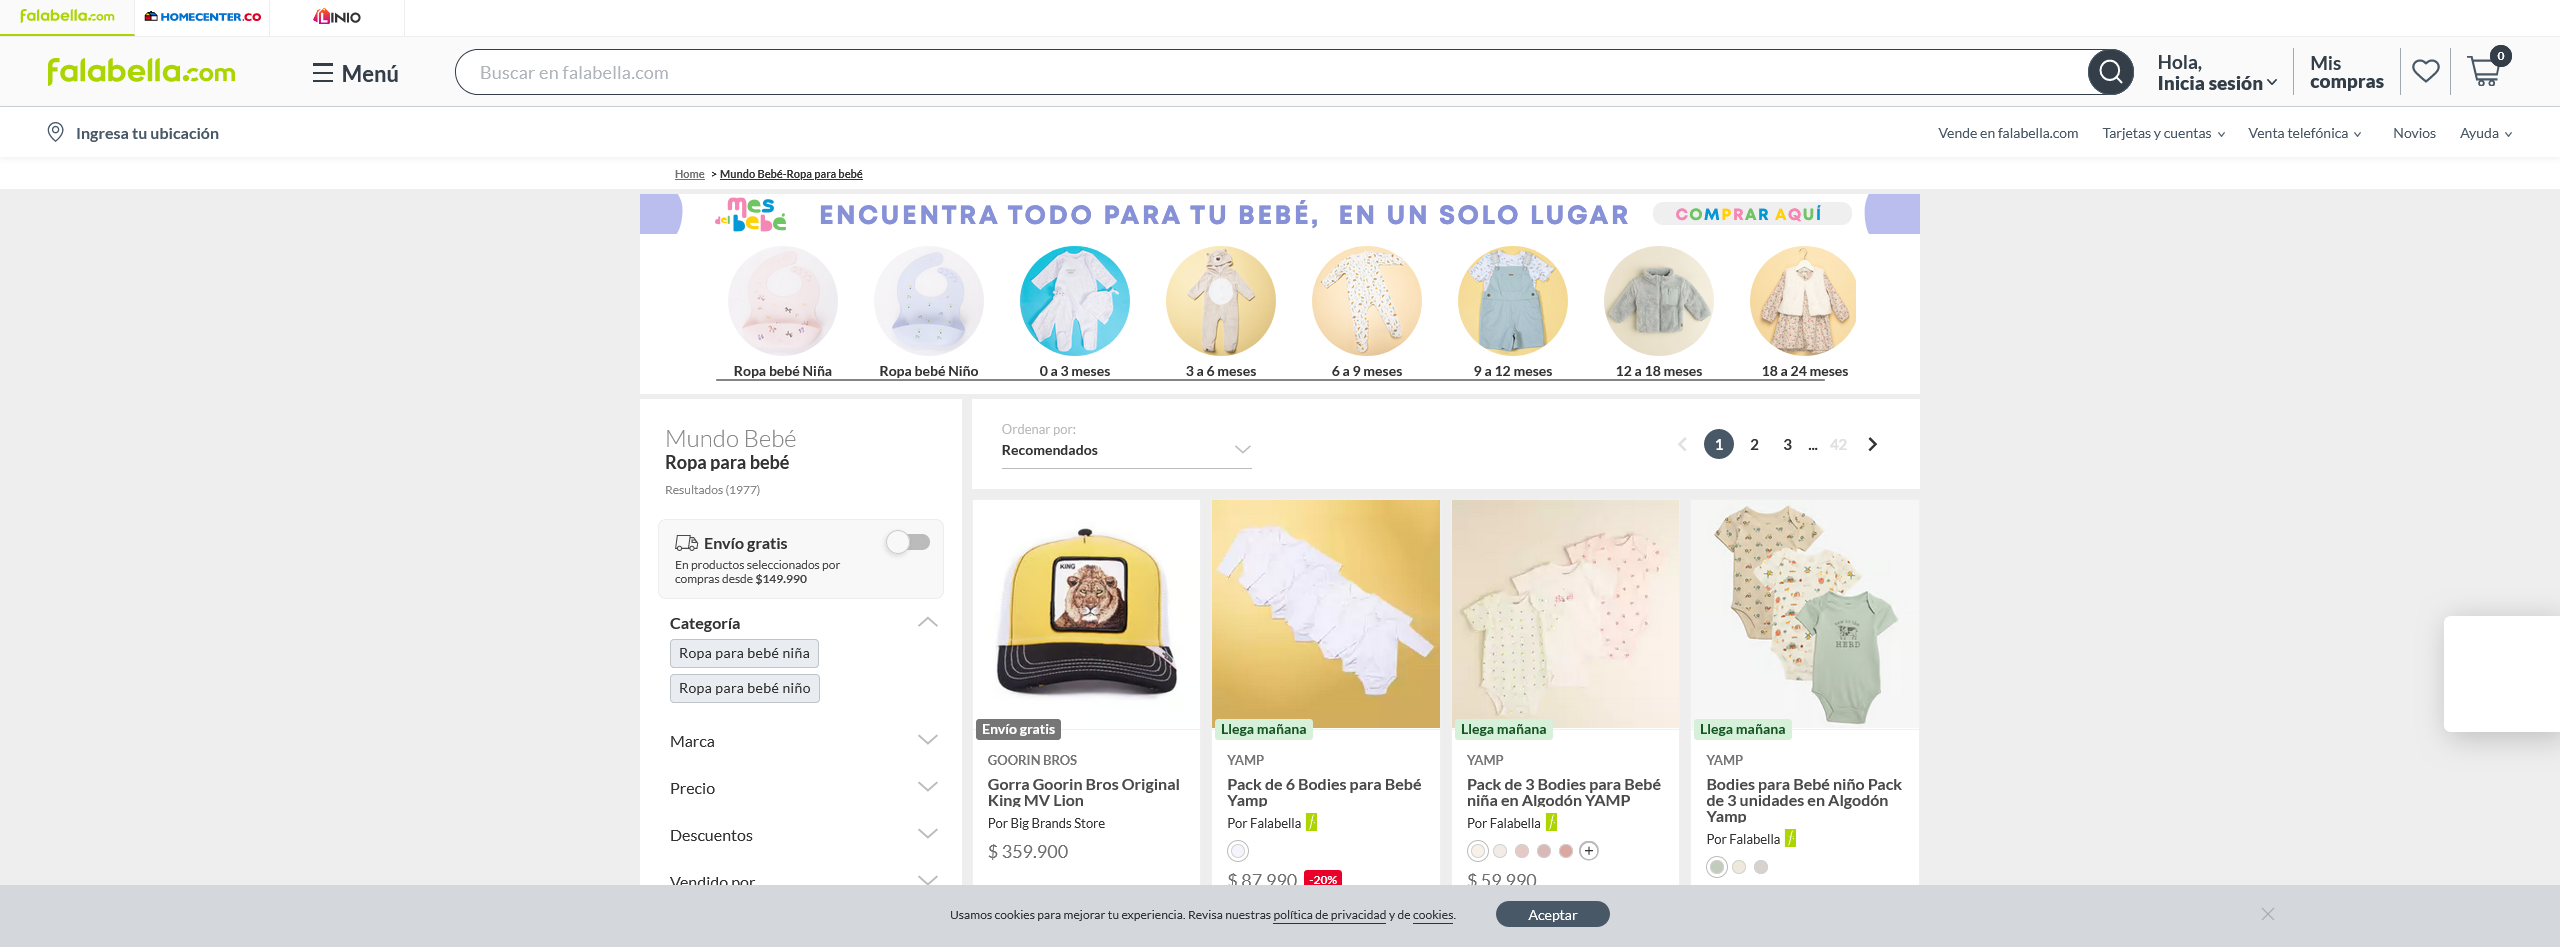 falabella.com
HOMECENTER.CO
LINIO
falabella.com
Menú
Buscar en falabella.com
Hola,
Inicia sesión
Mis
compras
0
Ingresa tu ubicación
Vende en falabella.com
Tarjetas y cuentas
Venta telefónica
Novios
Ayuda
Home > Mundo Bebé-Ropa para bebé
mes
del bebé
ENCUENTRA TODO PARA TU BEBÉ, EN UN SOLO LUGAR
COMPRAR AQUÍ
Ropa bebé Niña
Ropa bebé Niño
0 a 3 meses
3 a 6 meses
6 a 9 meses
9 a 12 meses
12 a 18 meses
18 a 24 meses
Mundo Bebé
Ropa para bebé
Resultados (1977)
Envío gratis
En productos seleccionados por
compras desde $149.990
Categoría
Ropa para bebé niña
Ropa para bebé niño
Marca
Precio
Descuentos
Vendido por
Ordenar por:
Recomendados
1 2 3 ... 42
KING
Envío gratis
GOORIN BROS
Gorra Goorin Bros Original
King MV Lion
Por Big Brands Store
$ 359.900
Llega mañana
YAMP
Pack de 6 Bodies para Bebé
Yamp
Por Falabella
$ 87.990 -20%
Llega mañana
YAMP
Pack de 3 Bodies para Bebé
niña en Algodón YAMP
Por Falabella
$ 59.990
HERD
Llega mañana
YAMP
Bodies para Bebé niño Pack
de 3 unidades en Algodón
Yamp
Por Falabella
Usamos cookies para mejorar tu experiencia. Revisa nuestras política de privacidad y de cookies.
Aceptar